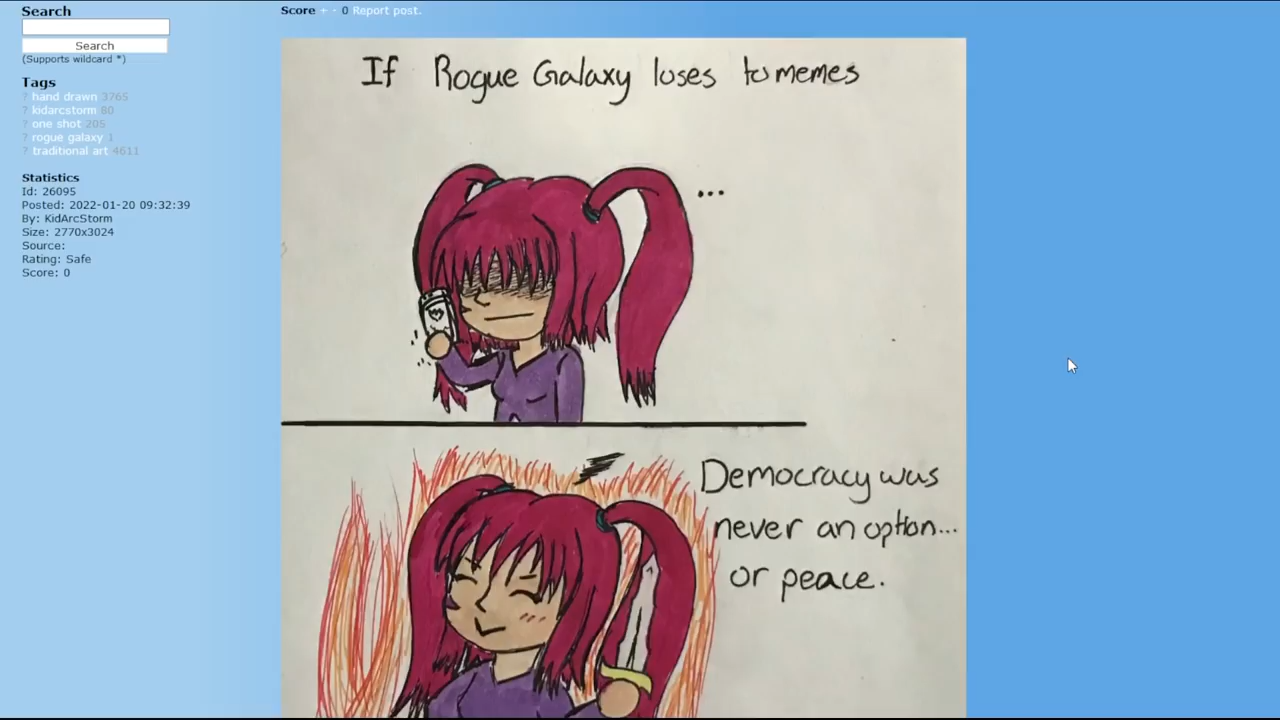 Search
Search
(Supports wildcard *)
Tags
? hand drawn 3765
? kidarcstorm 80
? one shot 205
? rogue galaxy 1
? traditional art 4611
Statistics
Id: 26095
Posted: 2022-01-20 09:32:39
By: KidArcStorm
Size: 2770x3024
Source:
Rating: Safe
Score: 0
Score + - 0 Report post.
If Rogue Galaxy loses to memes
...
Democracy was
never an option...
or peace.